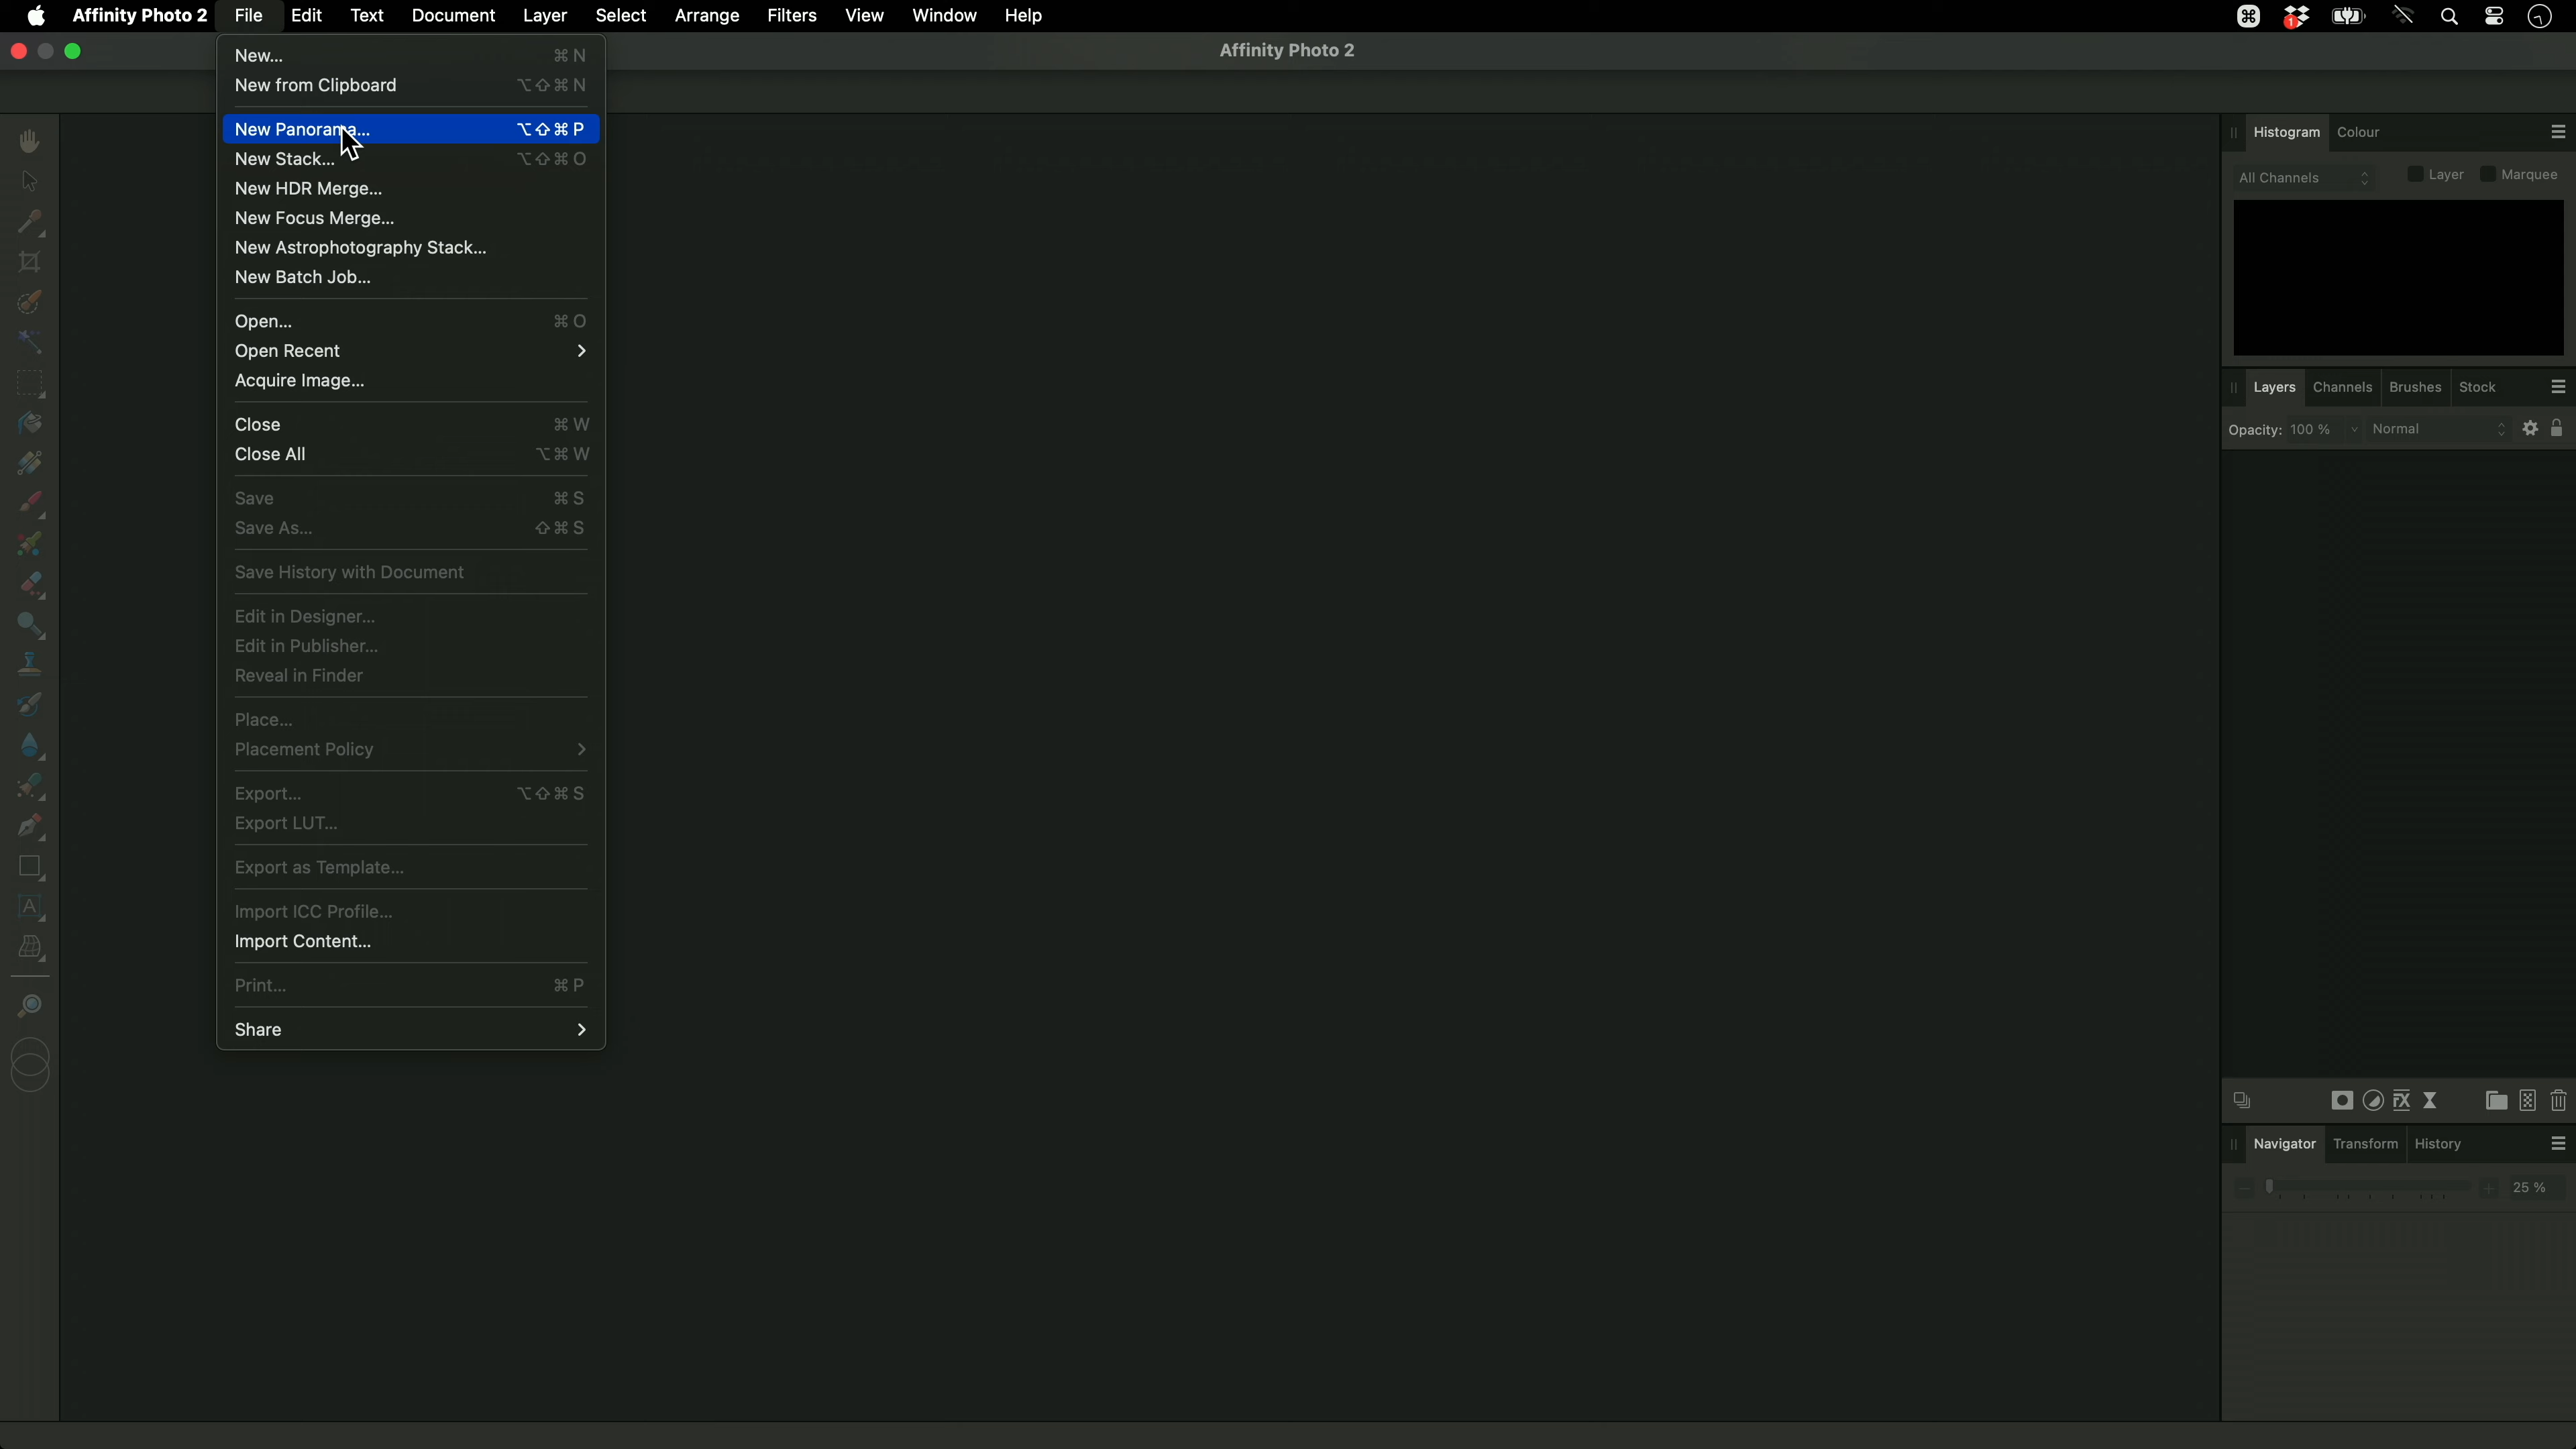 Affinity Photo 2 File Edit Text Document Layer Select Arrange Filters View Window Help
1
Affinity Photo 2
New... ⌘ N
New from Clipboard ⌥⇧⌘ N
New Panorama... ⌥⇧⌘ P
New Stack... ⌥⇧⌘ O
New HDR Merge...
New Focus Merge...
New Astrophotography Stack...
New Batch Job...
Open... ⌘ O
Open Recent
Acquire Image...
Close ⌘ W
Close All ⌥⌘ W
Save ⌘ S
Save As... ⇧⌘ S
Save History with Document
Edit in Designer...
Edit in Publisher...
Reveal in Finder
Place...
Placement Policy
Export... ⌥⇧⌘ S
Export LUT...
Export as Template...
Import ICC Profile...
Import Content...
Print... ⌘ P
Share
Histogram Colour
All Channels Layer Marquee
Layers Channels Brushes Stock
Opacity: 100 % Normal
Navigator Transform History
25 %